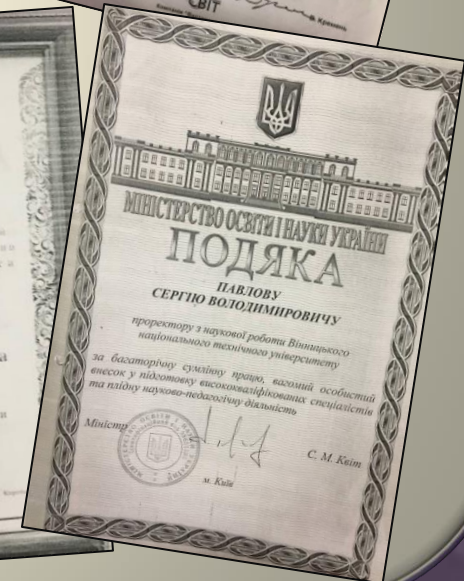 СВІТ
МІНІСТЕРСТВО ОСВІТИ І НАУКИ УКРАЇНИ
ПОДЯКА
ПАВЛОВУ
СЕРГІЮ ВОЛОДИМИРОВИЧУ
проректору з наукової роботи Вінницького
національного технічного університету
за багаторічну сумлінну працю, вагомий особистий
внесок у підготовку висококваліфікованих спеціалістів
та плідну науково-педагогічну діяльність
Міністр
С. М. Квіт
м. Київ